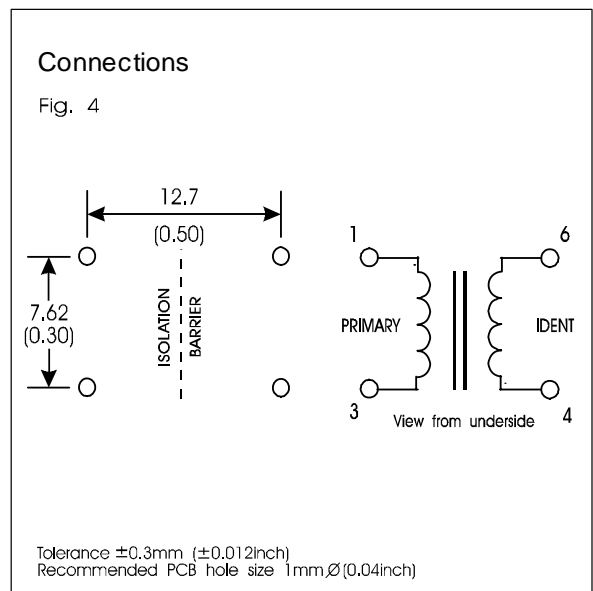 Connections
Fig. 4
12.7
(0.50)
7.62
(0.30)
ISOLATION
BARRIER
1
6
PRIMARY
IDENT
3
4
View from underside
Tolerance ±0.3mm (±0.012inch)
Recommended PCB hole size 1mmØ(0.04inch)